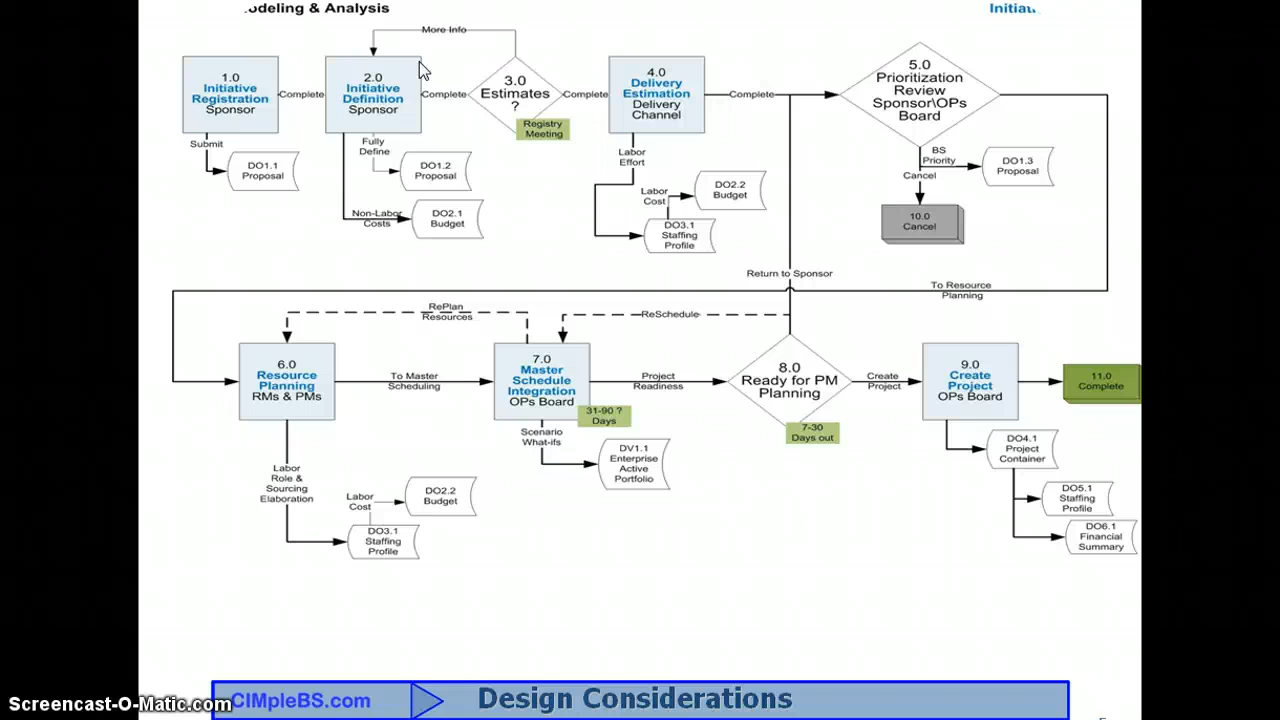 odeling & Analysis
Initiati
More Info
1.0
Initiative
Registration
Sponsor
Complete
2.0
Initiative
Definition
Sponsor
Complete
3.0
Estimates
?
Registry
Meeting
Complete
4.0
Delivery
Estimation
Delivery
Channel
Complete
5.0
Prioritization
Review
Sponsor\OPs
Board
Submit
DO1.1
Proposal
Fully
Define
DO1.2
Proposal
Non-Labor
Costs
DO2.1
Budget
Labor
Effort
Labor
Cost
DO2.2
Budget
DO3.1
Staffing
Profile
BS
Priority
DO1.3
Proposal
Cancel
10.0
Cancel
Return to Sponsor
To Resource
Planning
RePlan
Resources
ReSchedule
6.0
Resource
Planning
RMs & PMs
To Master
Scheduling
7.0
Master
Schedule
Integration
OPs Board
31-90 ?
Days
Project
Readiness
8.0
Ready for PM
Planning
7-30
Days out
Create
Project
9.0
Create
Project
OPs Board
11.0
Complete
Labor
Role &
Sourcing
Elaboration
Labor
Cost
DO2.2
Budget
DO3.1
Staffing
Profile
Scenario
What-ifs
DV1.1
Enterprise
Active
Portfolio
DO4.1
Project
Container
DO5.1
Staffing
Profile
DO6.1
Financial
Summary
CIMpleBS.com
Design Considerations
Screencast-O-Matic.com